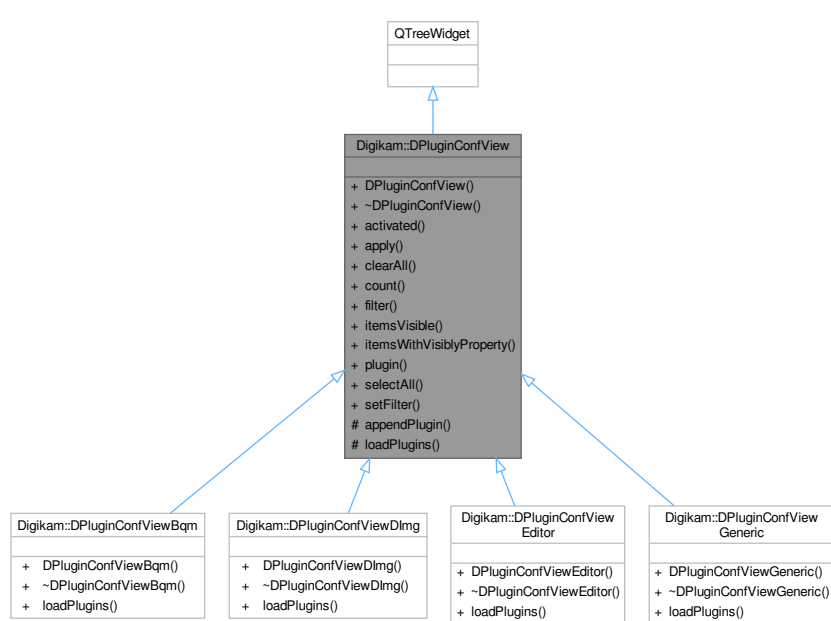 QTreeWidget
Digikam::DPluginConfView
+ DPluginConfView()
+ ~DPluginConfView()
+ activated()
+ apply()
+ clearAll()
+ count()
+ filter()
+ itemsVisible()
+ itemsWithVisiblyProperty()
+ plugin()
+ selectAll()
+ setFilter()
# appendPlugin()
# loadPlugins()
Digikam::DPluginConfViewBqm
+ DPluginConfViewBqm()
+ ~DPluginConfViewBqm()
+ loadPlugins()
Digikam::DPluginConfViewDImg
+ DPluginConfViewDImg()
+ ~DPluginConfViewDImg()
+ loadPlugins()
Digikam::DPluginConfView
Editor
+ DPluginConfViewEditor()
+ ~DPluginConfViewEditor()
+ loadPlugins()
Digikam::DPluginConfView
Generic
+ DPluginConfViewGeneric()
+ ~DPluginConfViewGeneric()
+ loadPlugins()